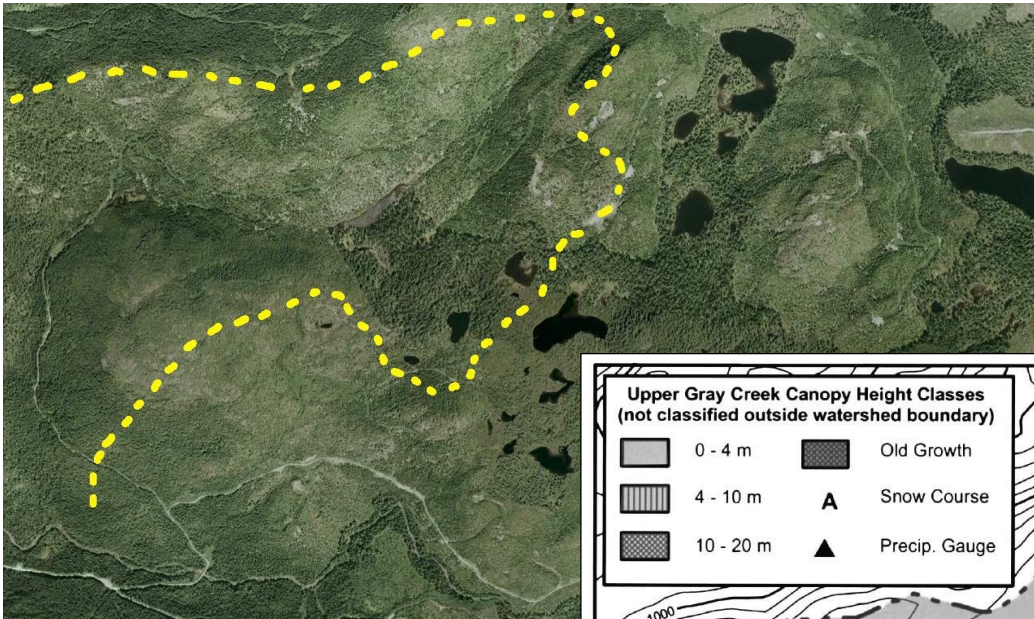 Upper Gray Creek Canopy Height Classes
(not classified outside watershed boundary)
0 - 4 m
Old Growth
4 - 10 m
A
Snow Course
10 - 20 m
Precip. Gauge
1000